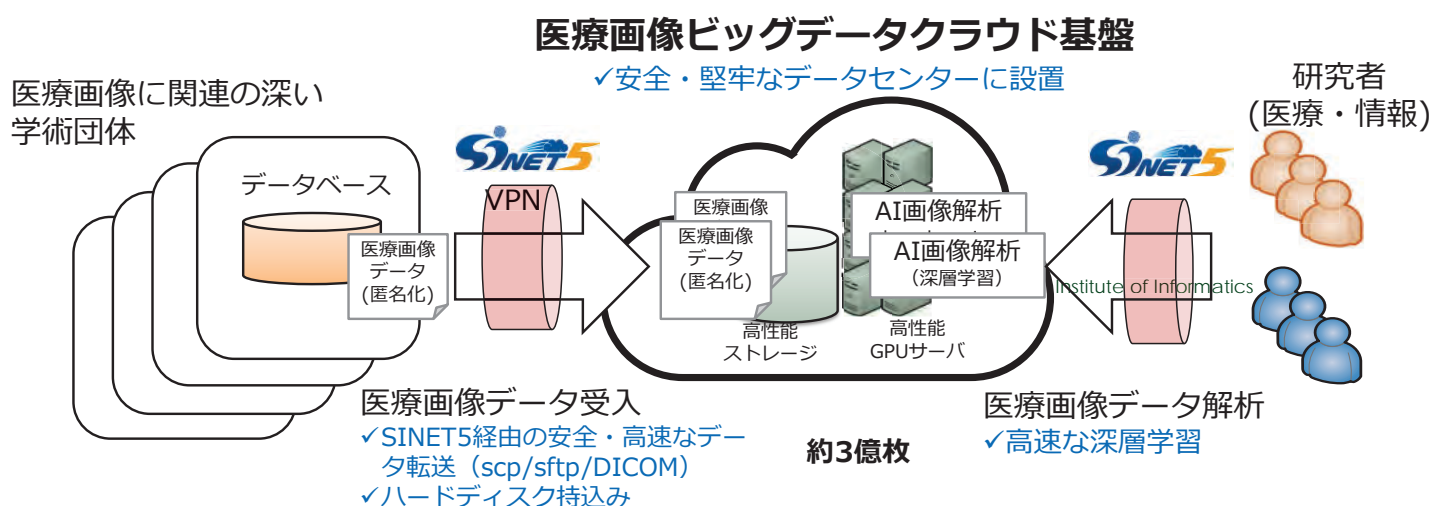 医療画像ビッグデータクラウド基盤
✓安全・堅牢なデータセンターに設置
医療画像に関連の深い
学術団体
研究者
(医療・情報)
SINET5
SINET5
データベース
VPN
医療画像
データ
(匿名化)
医療画像
医療画像
データ
(匿名化)
AI画像解析
AI画像解析
(深層学習)
Institute of Informatics
高性能
ストレージ
高性能
GPUサーバ
医療画像データ受入
✓SINET5経由の安全・高速なデー
タ転送（scp/sftp/DICOM）
✓ハードディスク持込み
約3億枚
医療画像データ解析
✓高速な深層学習